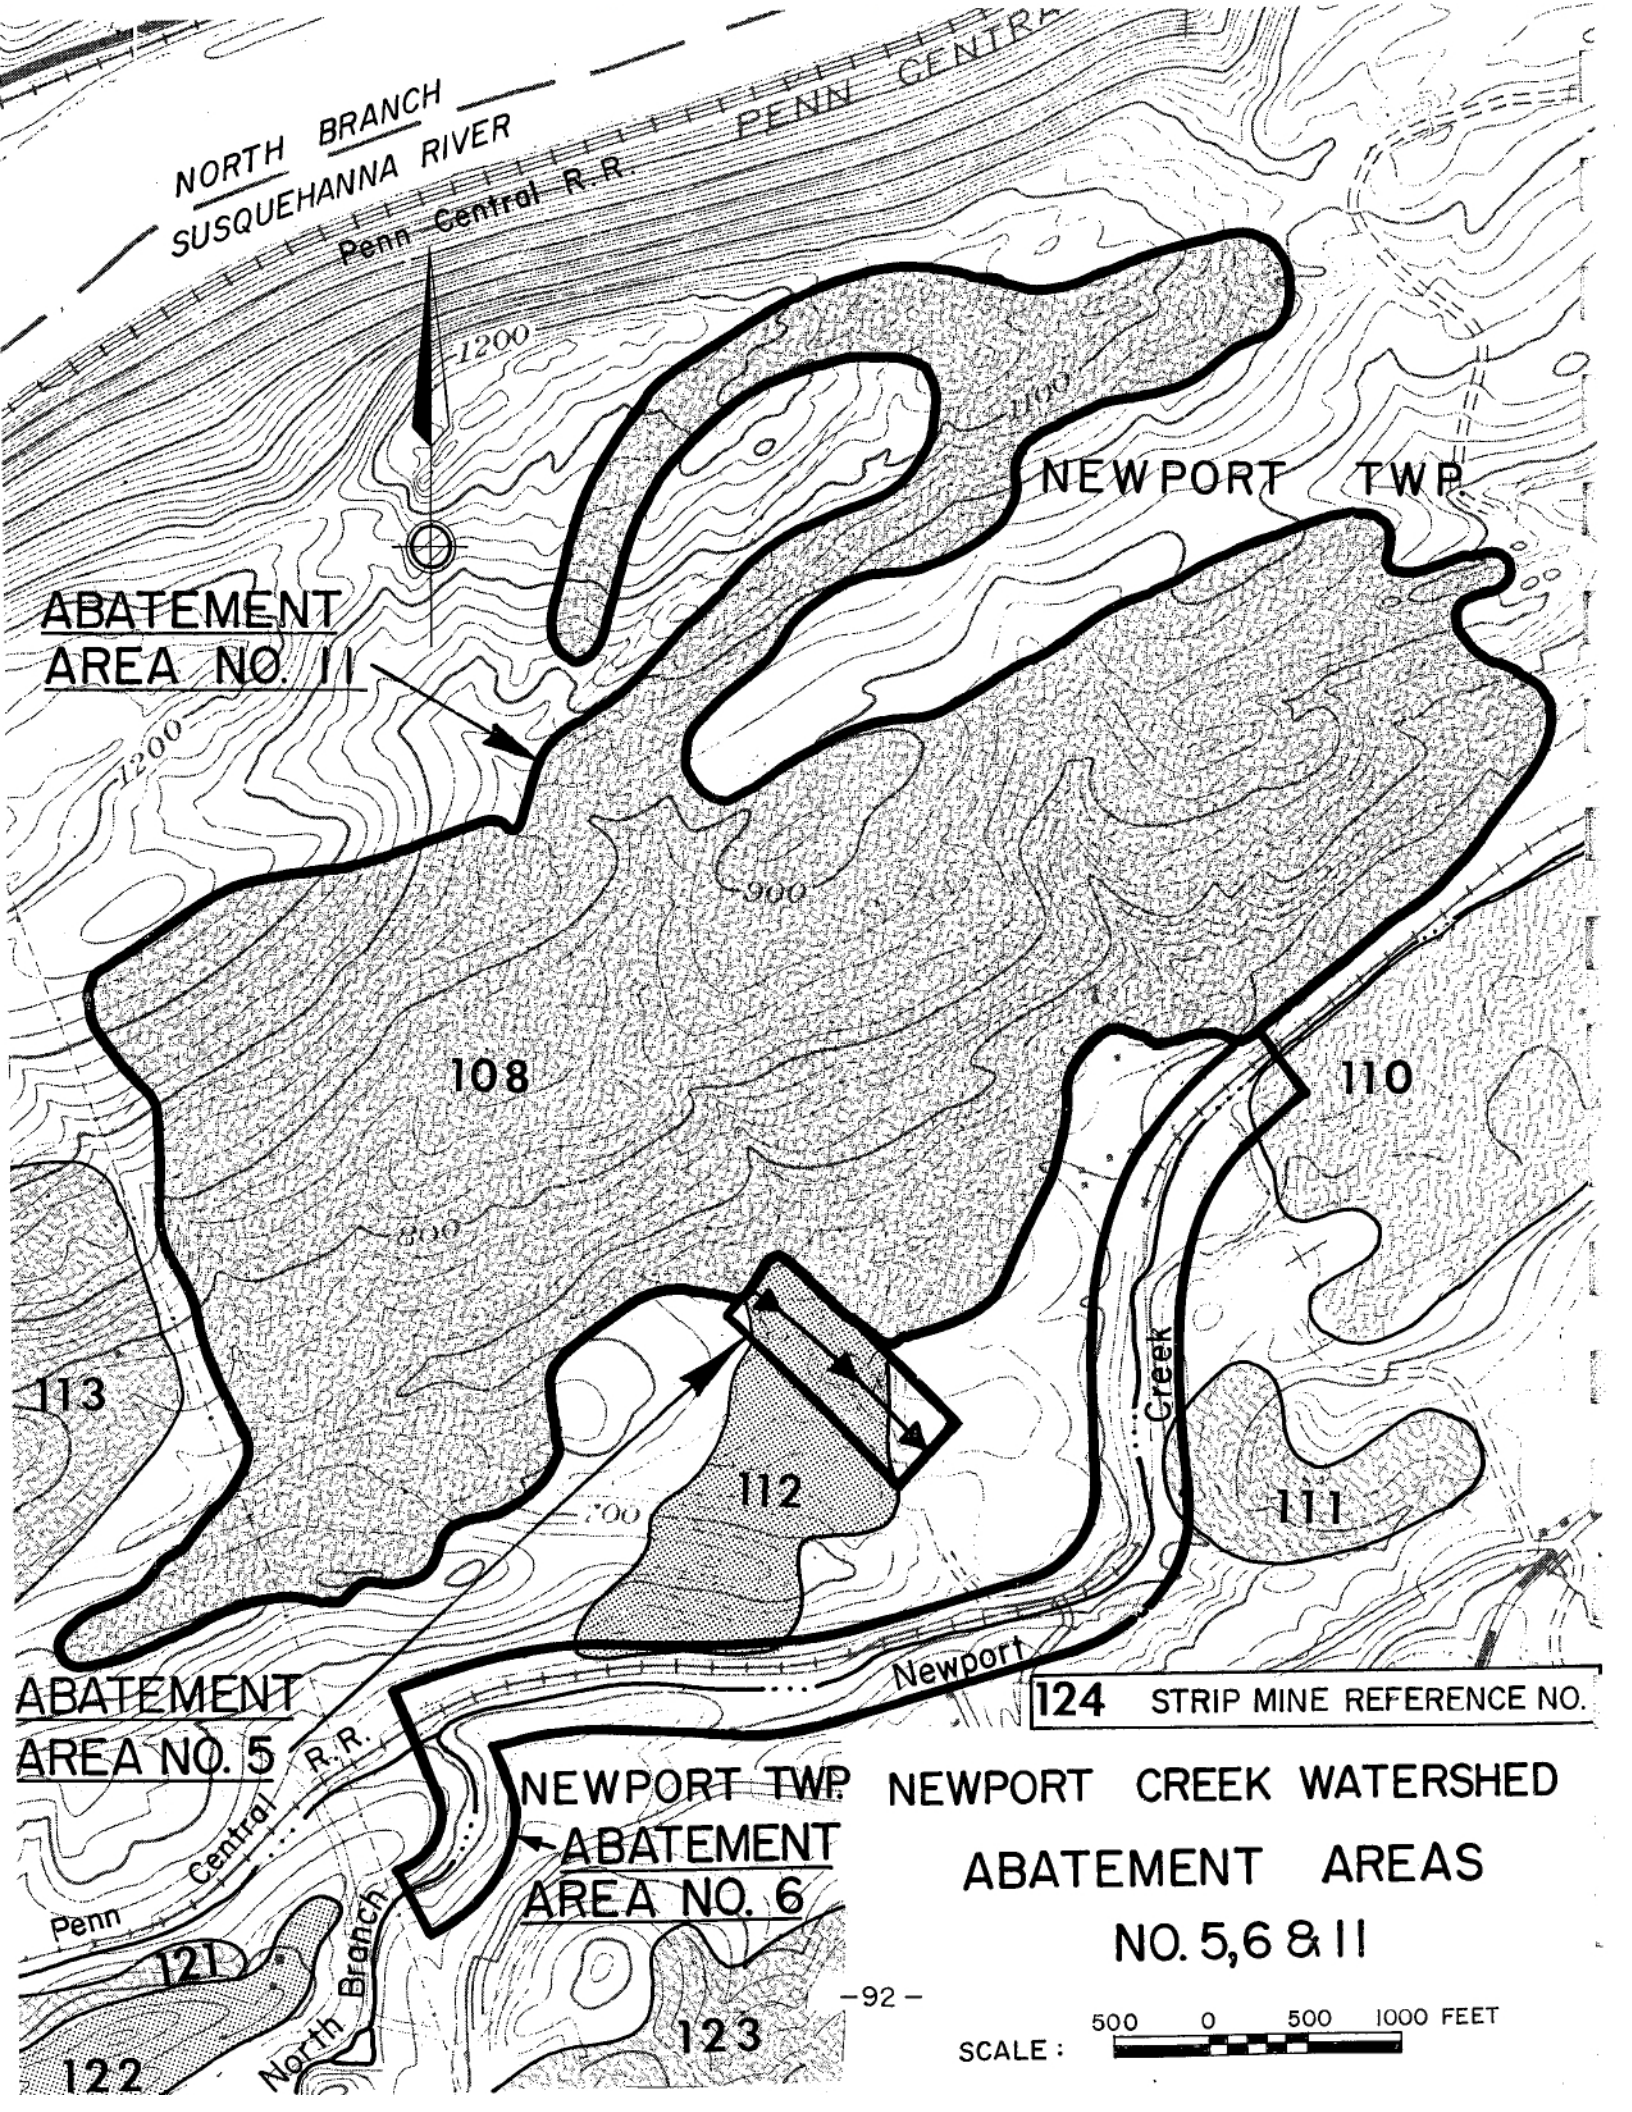 PENN CENTRA
NORTH BRANCH
SUSQUEHANNA RIVER
Penn Central R.R.
1200
1100
NEWPORT TWP.
ABATEMENT
AREA NO. 11
1200
900
108
110
800
113
Creek
112
111
700
Newport
ABATEMENT
AREA NO. 5
124 STRIP MINE REFERENCE NO.
Penn Central R.R.
NEWPORT TWP.
ABATEMENT
AREA NO. 6
NEWPORT CREEK WATERSHED
ABATEMENT AREAS
NO. 5,6 & 11
121
North Branch
-92-
123
122
SCALE: 500 0 500 1000 FEET